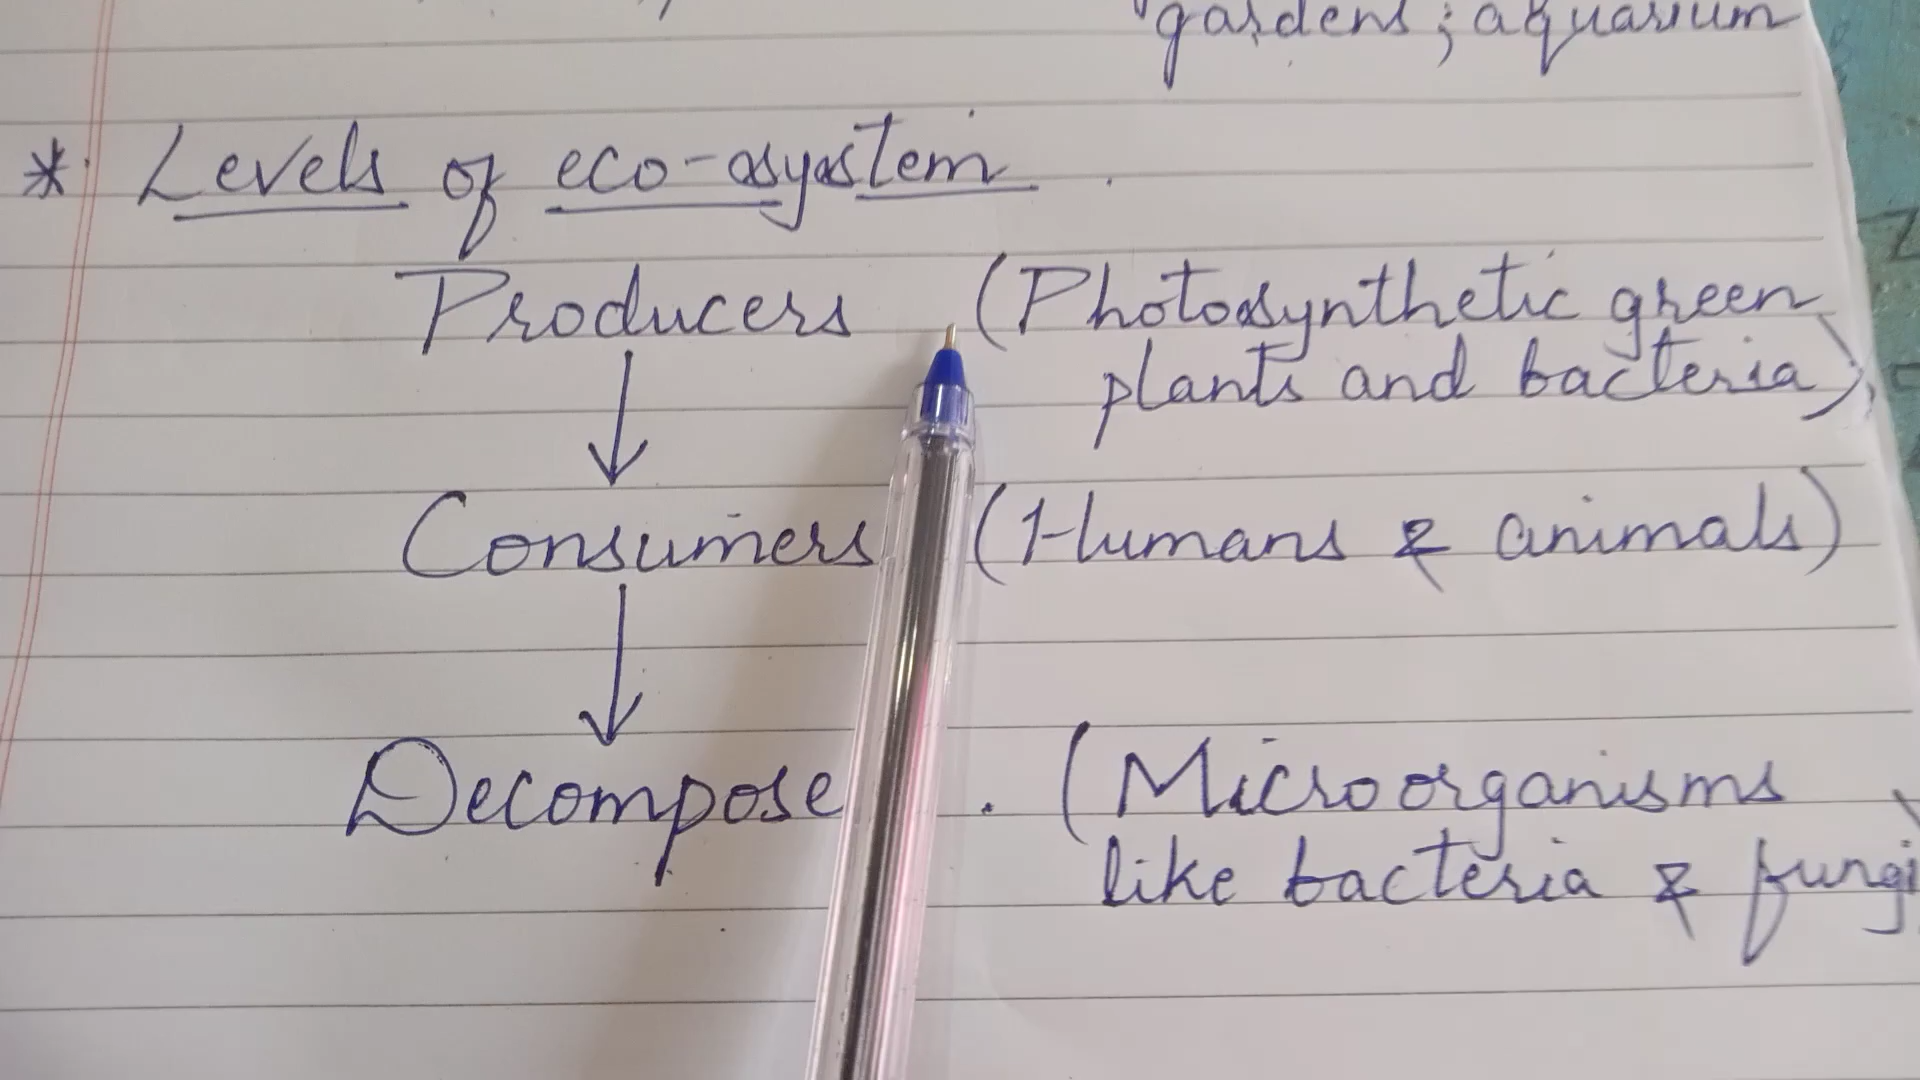 gardens; aquarium
* Levels of eco-system
Producers (Photosynthetic green
plants and bacteria)
Consumers (Humans & animals)
Decompose (Microorganisms
like bacteria & fungi)